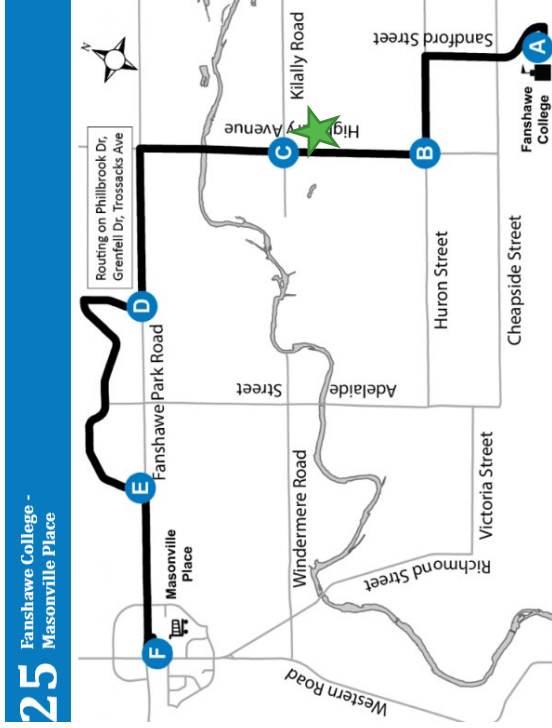 25
Fanshawe College -
Masonville Place
N
Routing on Phillbrook Dr,
Grenfell Dr, Trossacks Ave
Kilally Road
Sandford Street
A
Fanshawe
College
C
B
D
E
F
Fanshawe Park Road
Adelaide
Street
Huron Street
Cheapside Street
Masonville
Place
Windermere Road
Victoria Street
Richmond Street
Western Road
Avenue